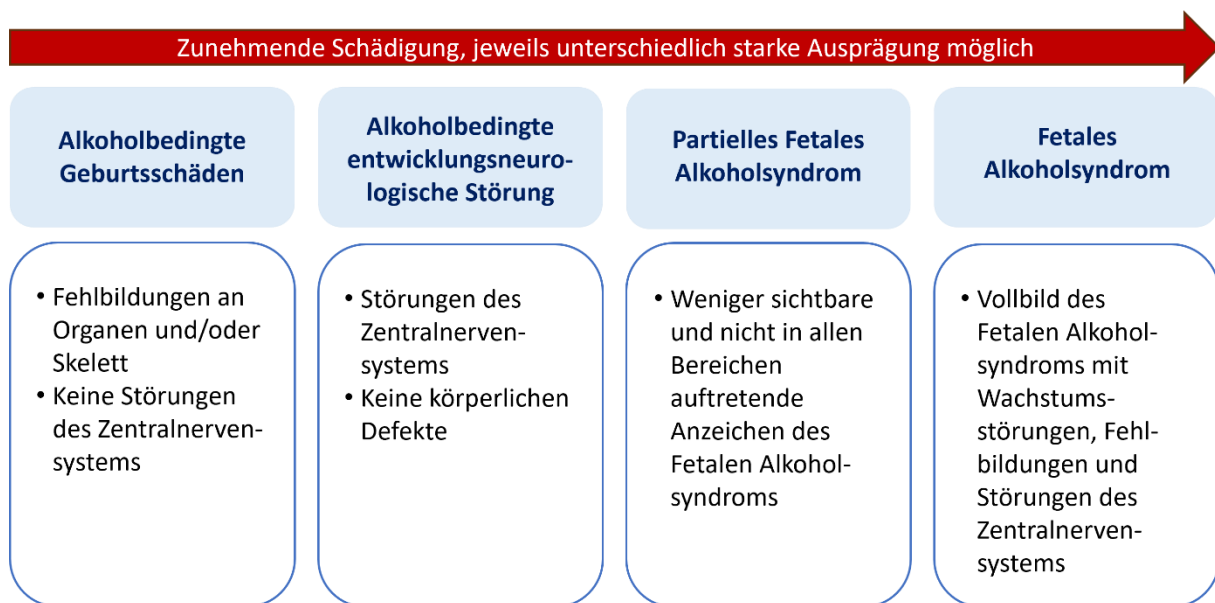 Zunehmende Schädigung, jeweils unterschiedlich starke Ausprägung möglich
Alkoholbedingte
Geburtsschäden
Alkoholbedingte
entwicklungsneuro-
logische Störung
Partielles Fetales
Alkoholsyndrom
Fetales
Alkoholsyndrom
• Fehlbildungen an
Organen und/oder
Skelett
• Keine Störungen
des Zentralnerven-
systems
• Störungen des
Zentralnerven-
systems
• Keine körperlichen
Defekte
• Weniger sichtbare
und nicht in allen
Bereichen
auftretende
Anzeichen des
Fetalen Alkohol-
syndroms
• Vollbild des
Fetalen Alkohol-
syndroms mit
Wachstums-
störungen, Fehl-
bildungen und
Störungen des
Zentralnerven-
systems